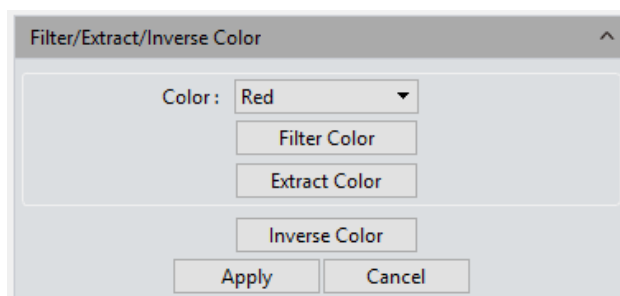 Filter/Extract/Inverse Color
Color : Red
Filter Color
Extract Color
Inverse Color
Apply Cancel